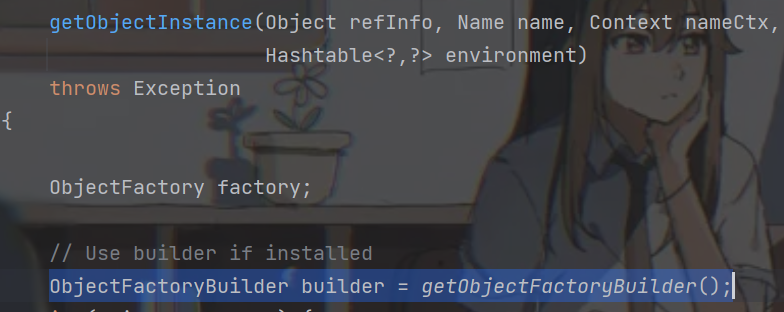 getObjectInstance(Object refInfo, Name name, Context nameCtx,
Hashtable<?,?> environment)
throws Exception
{
ObjectFactory factory;
// Use builder if installed
ObjectFactoryBuilder builder = getObjectFactoryBuilder();